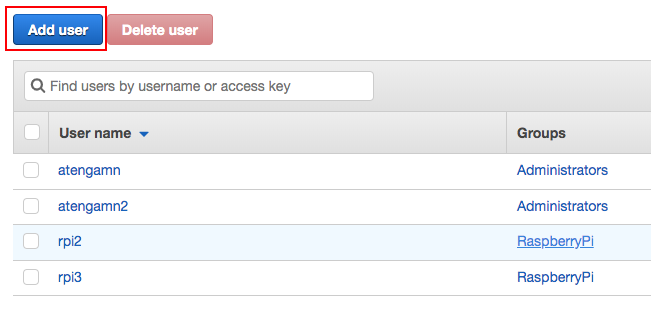 Add user Delete user
Find users by username or access key
User name Groups
atengamn Administrators
atengamn2 Administrators
rpi2 RaspberryPi
rpi3 RaspberryPi